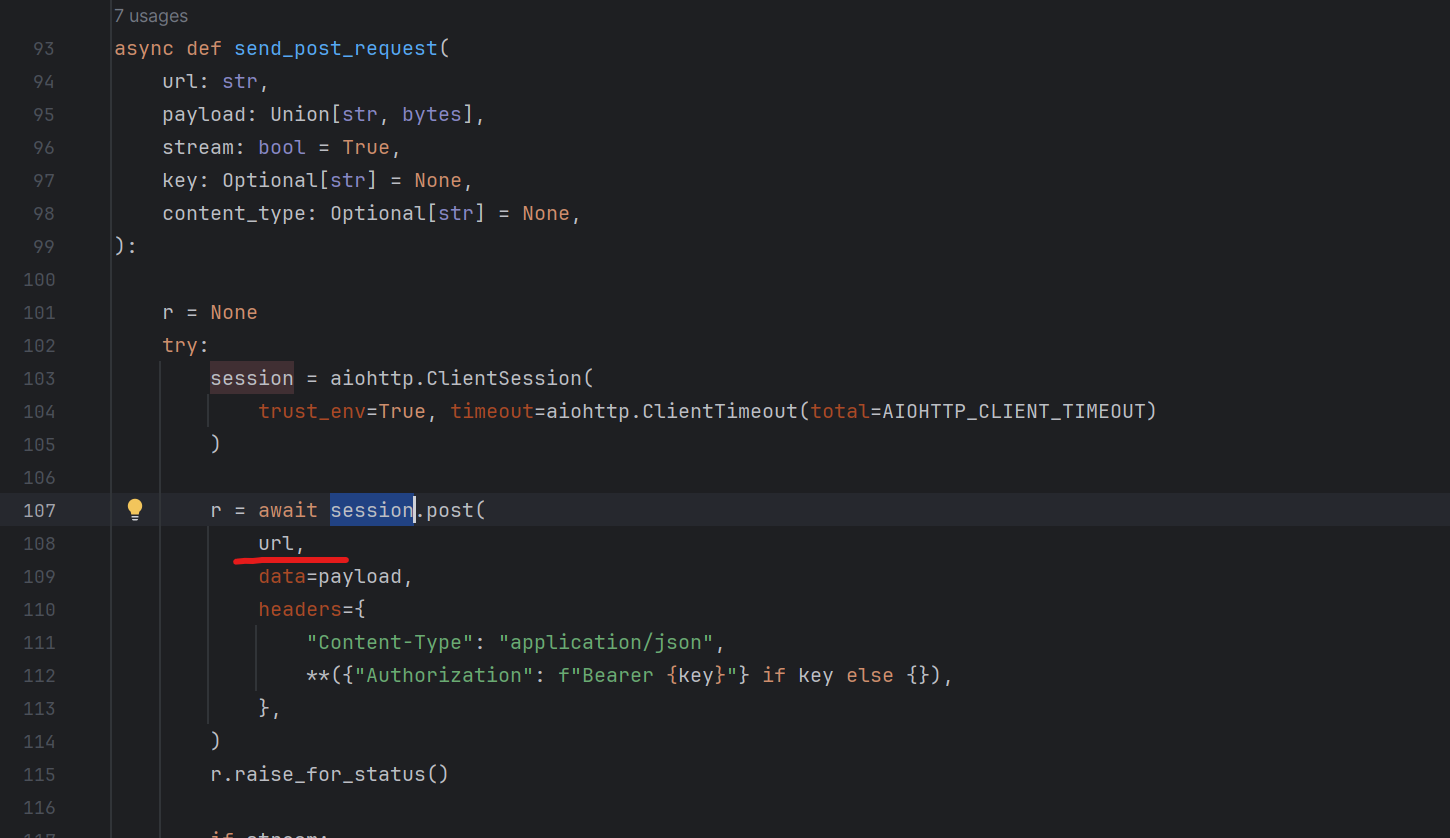 7 usages
93 async def send_post_request(
94 url: str,
95 payload: Union[str, bytes],
96 stream: bool = True,
97 key: Optional[str] = None,
98 content_type: Optional[str] = None,
99 ):
100
101 r = None
102 try:
103 session = aiohttp.ClientSession(
104 trust_env=True, timeout=aiohttp.ClientTimeout(total=AIOHTTP_CLIENT_TIMEOUT)
105 )
106
107 r = await session.post(
108 url,
109 data=payload,
110 headers={
111 "Content-Type": "application/json",
112 **({"Authorization": f"Bearer {key}"} if key else {}),
113 },
114 )
115 r.raise_for_status()
116
117 if stream: